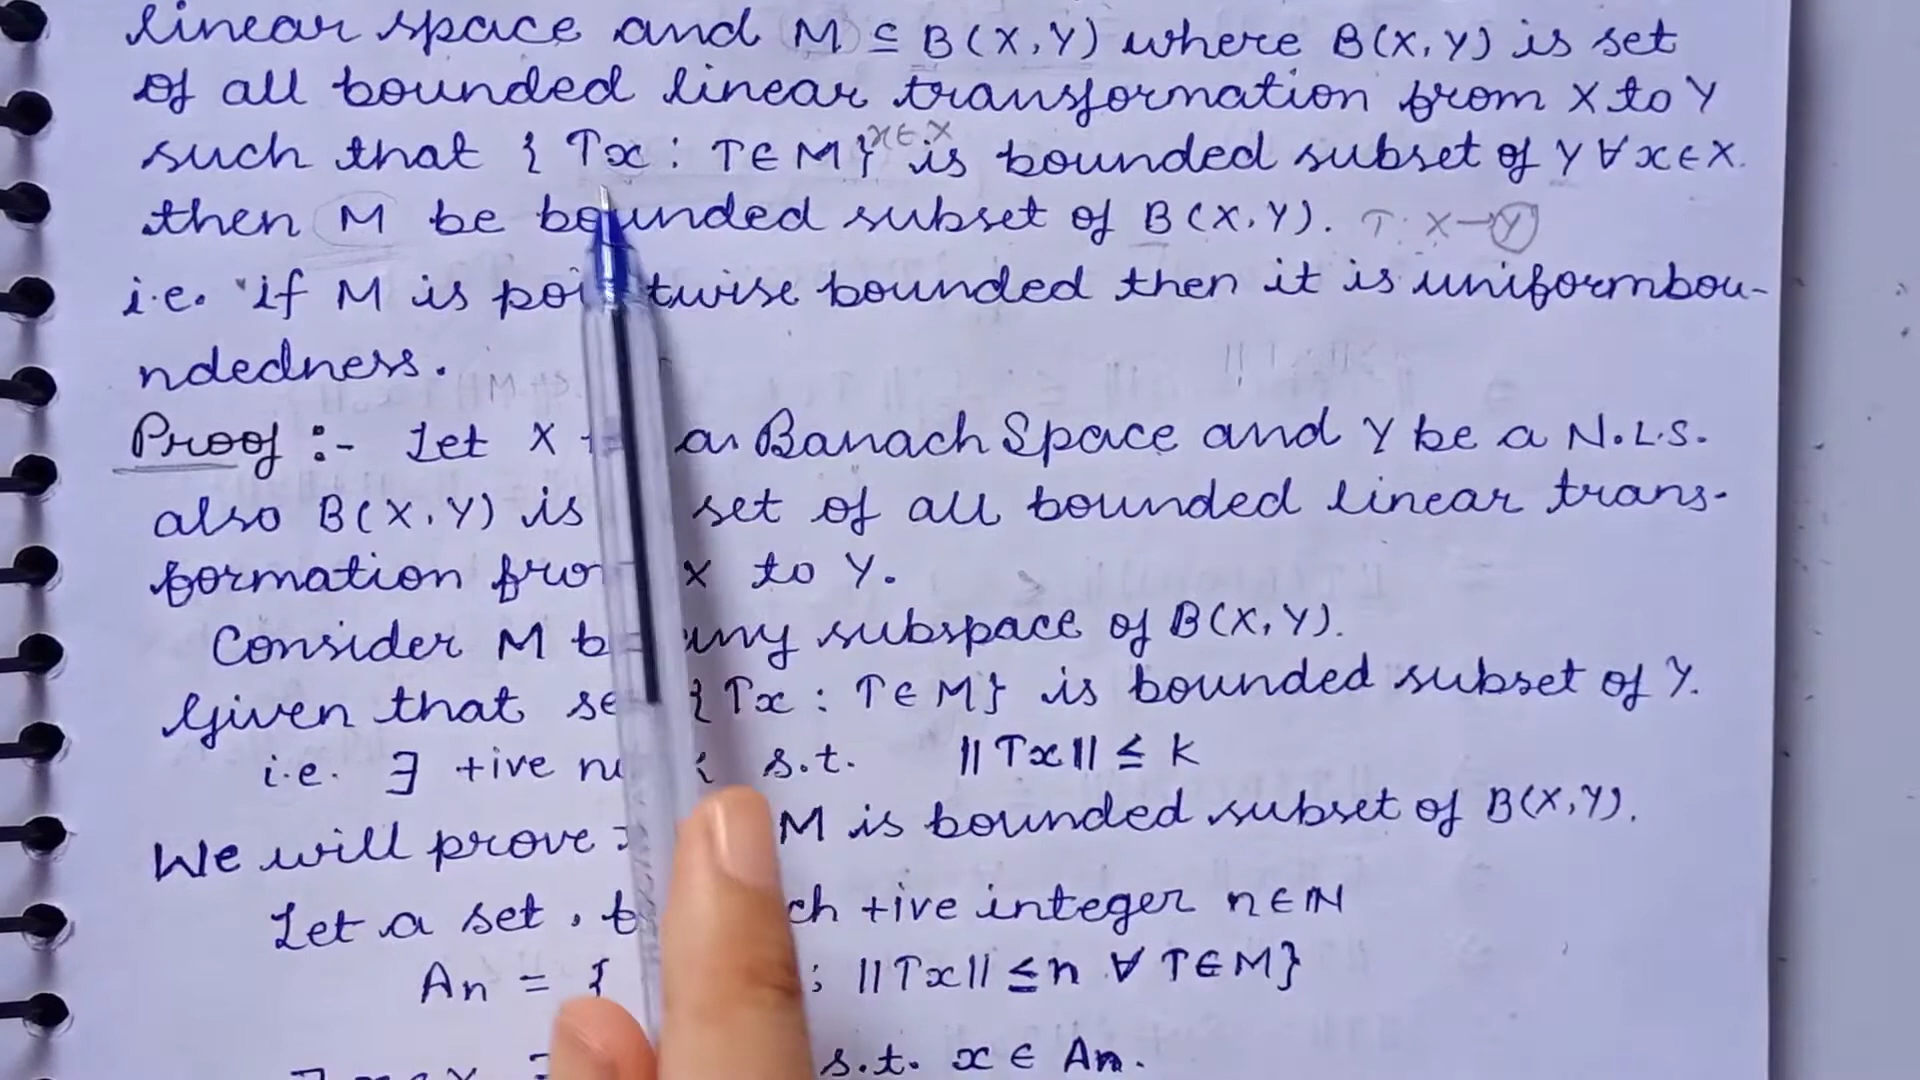 linear space and M ⊆ B(X,Y) where B(X,Y) is set
of all bounded linear transformation from X to Y
such that { Tx : T∈M} x∈X is bounded subset of Y ∀ x∈X.
then M be bounded subset of B(X,Y). T: X→Y
i.e. if M is poi twise bounded then it is uniformbou-
ndedness.
Proof :- Let X a Banach Space and Y be a N.L.S.
also B(X,Y) is set of all bounded linear trans-
formation fro X to Y.
Consider M b any subspace of B(X,Y).
Given that se {Tx : T∈M} is bounded subset of Y.
i.e. ∃ +ive s.t. ||Tx|| ≤ k
We will prove M is bounded subset of B(X,Y).
Let a set, ch +ive integer n∈ℕ
An = { ; ||Tx|| ≤ n ∀ T∈M}
s.t. x ∈ An.